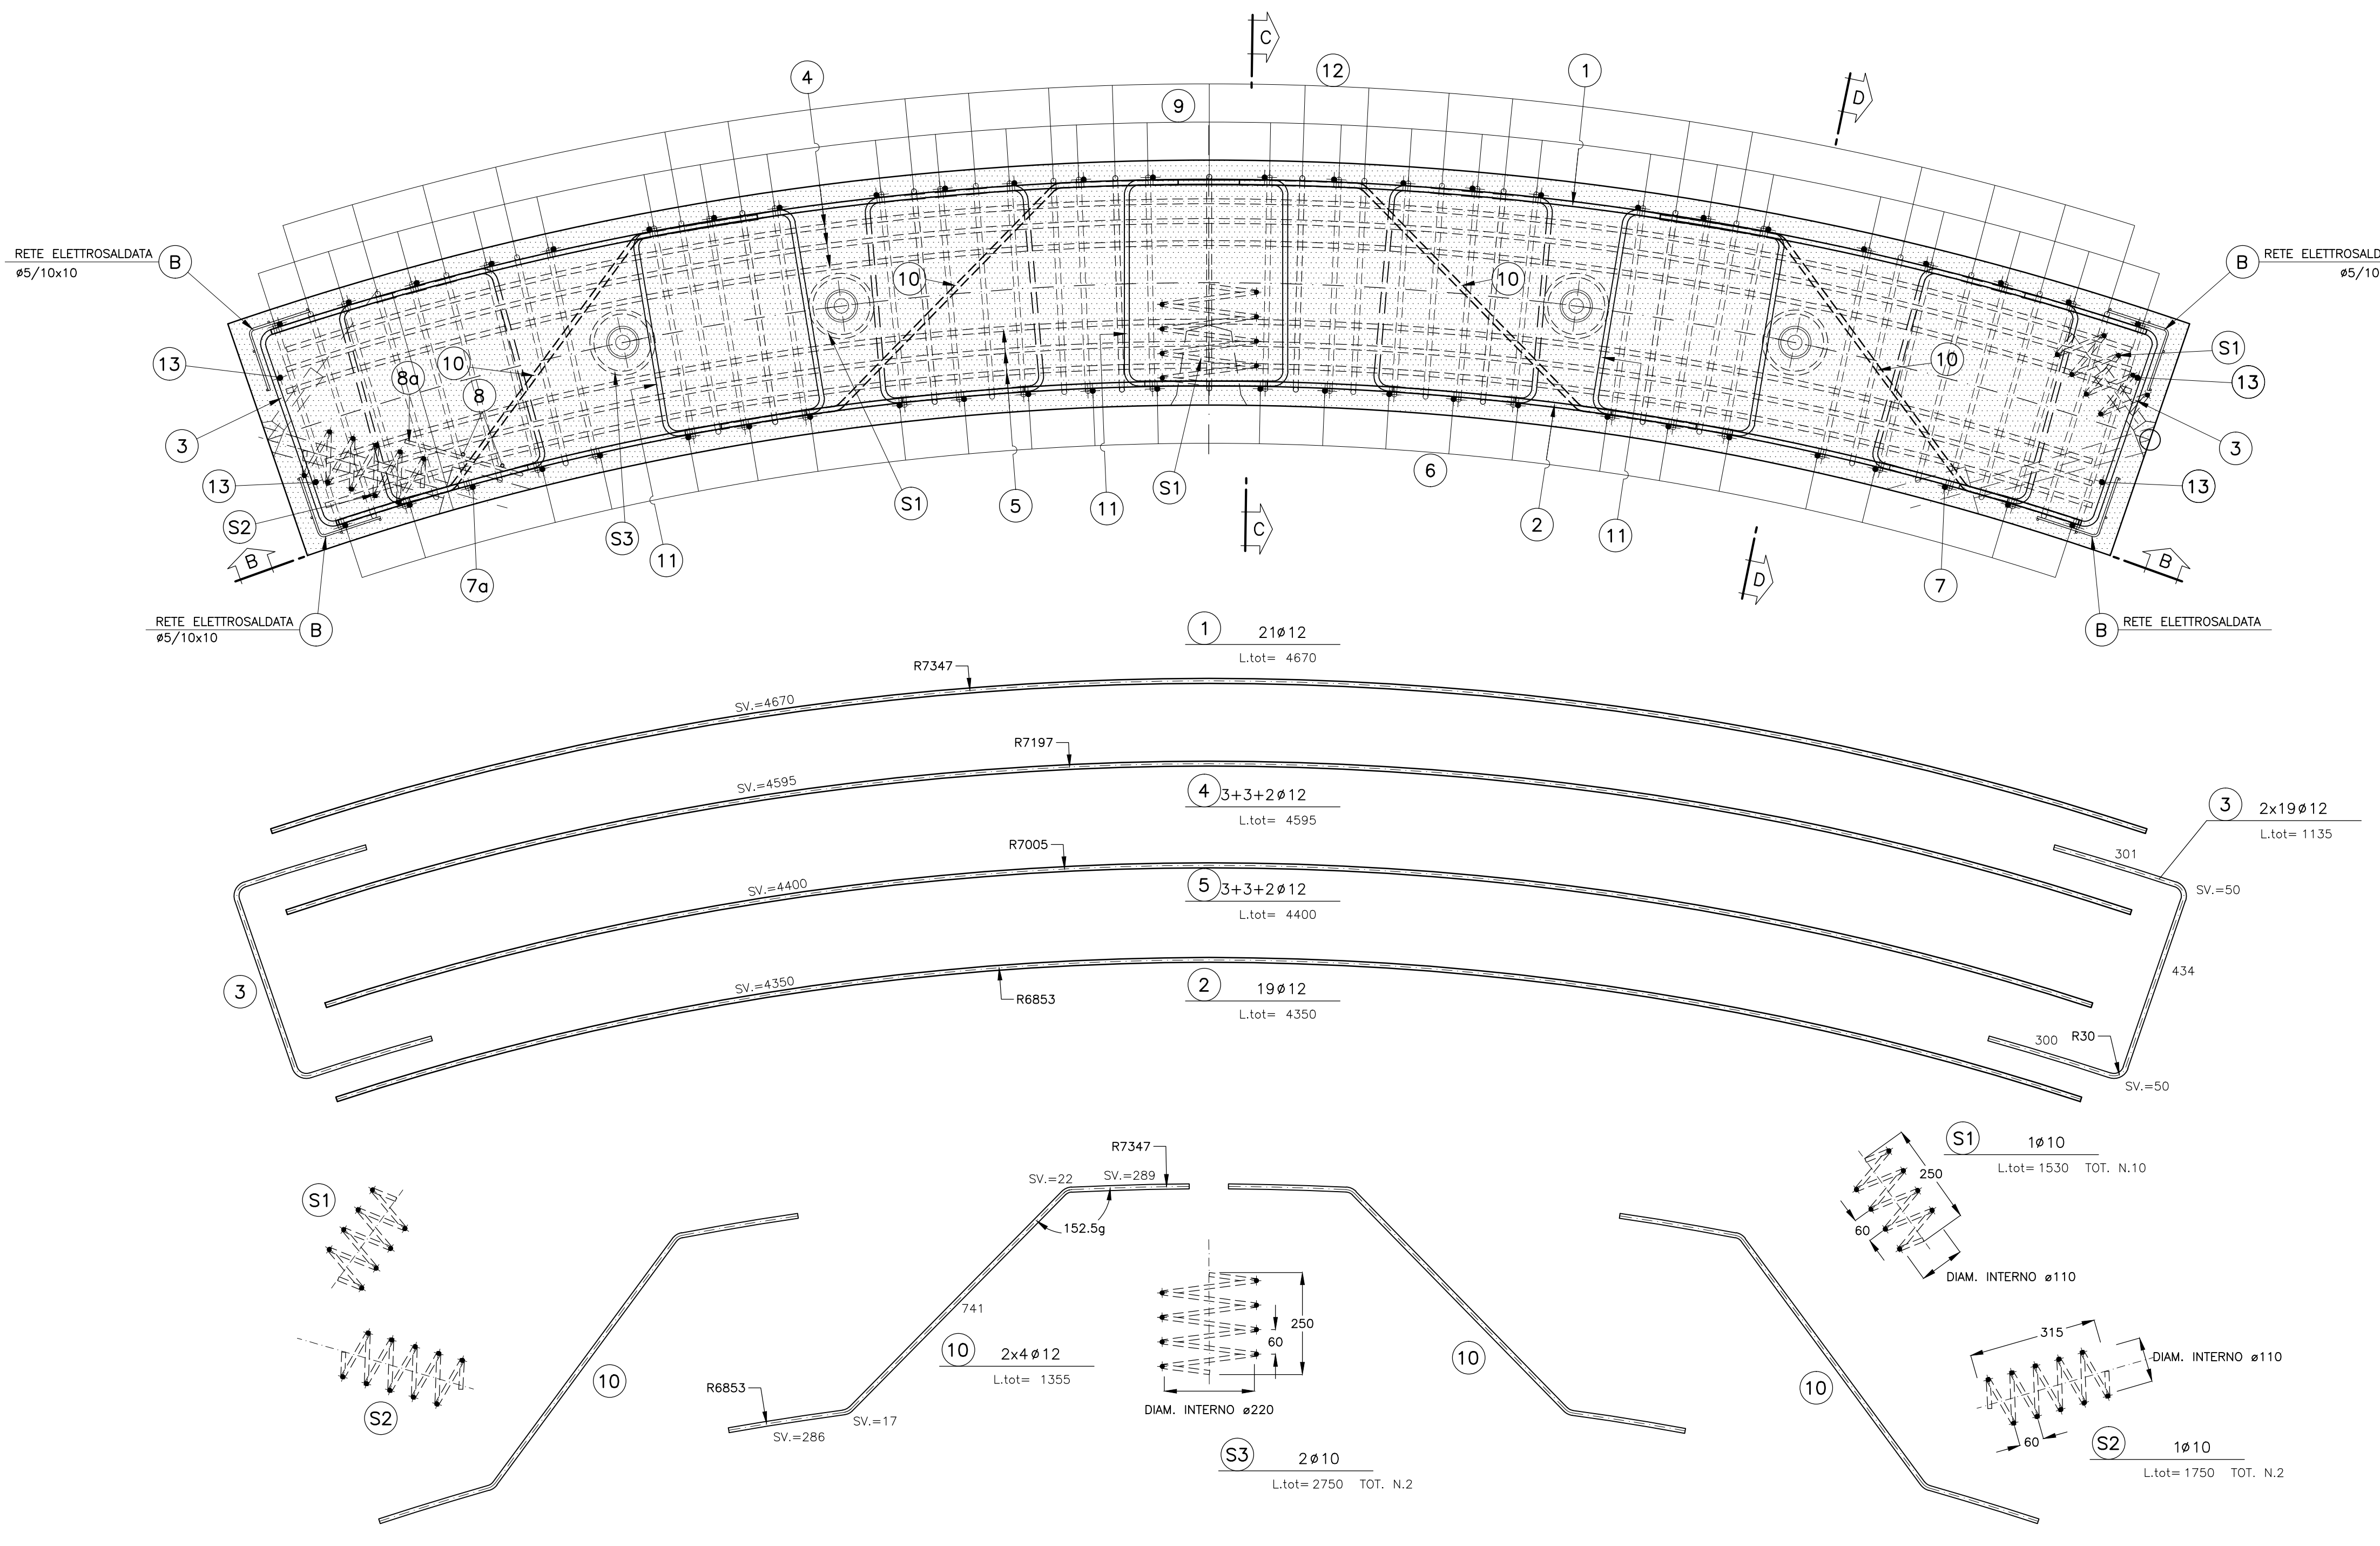 C
12
1
4
D
9
RETE ELETTROSALDATA
ø5/10x10
B
B
RETE ELETTROSALD
ø5/10
10
10
S1
13
8a
10
10
13
8
3
3
13
13
S2
S3
S1
5
11
S1
6
2
11
11
C
B
B
D
7a
7
RETE ELETTROSALDATA
ø5/10x10
B
B
RETE ELETTROSALDATA
1
21ø12
L.tot= 4670
R7347
SV.=4670
R7197
SV.=4595
4
3+3+2ø12
L.tot= 4595
3
2x19ø12
L.tot= 1135
R7005
301
SV.=4400
5
3+3+2ø12
L.tot= 4400
SV.=50
3
SV.=4350
R6853
2
19ø12
L.tot= 4350
434
300
R30
SV.=50
R7347
SV.=22
SV.=289
152.5g
S1
S1
1ø10
L.tot= 1530 TOT. N.10
250
60
DIAM. INTERNO ø110
741
250
60
10
2x4ø12
L.tot= 1355
10
10
10
R6853
SV.=17
SV.=286
DIAM. INTERNO ø220
S2
315
DIAM. INTERNO ø110
60
S3
2ø10
L.tot= 2750 TOT. N.2
S2
1ø10
L.tot= 1750 TOT. N.2